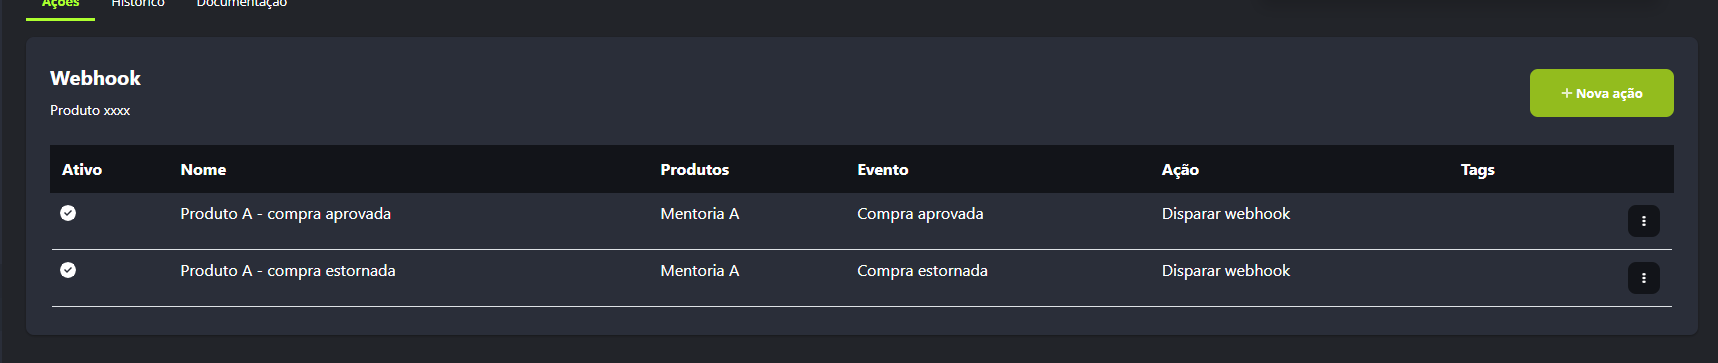 Ações Histórico Documentação
Webhook
Produto xxxx
+ Nova ação
Ativo Nome Produtos Evento Ação Tags
Produto A - compra aprovada Mentoria A Compra aprovada Disparar webhook
Produto A - compra estornada Mentoria A Compra estornada Disparar webhook